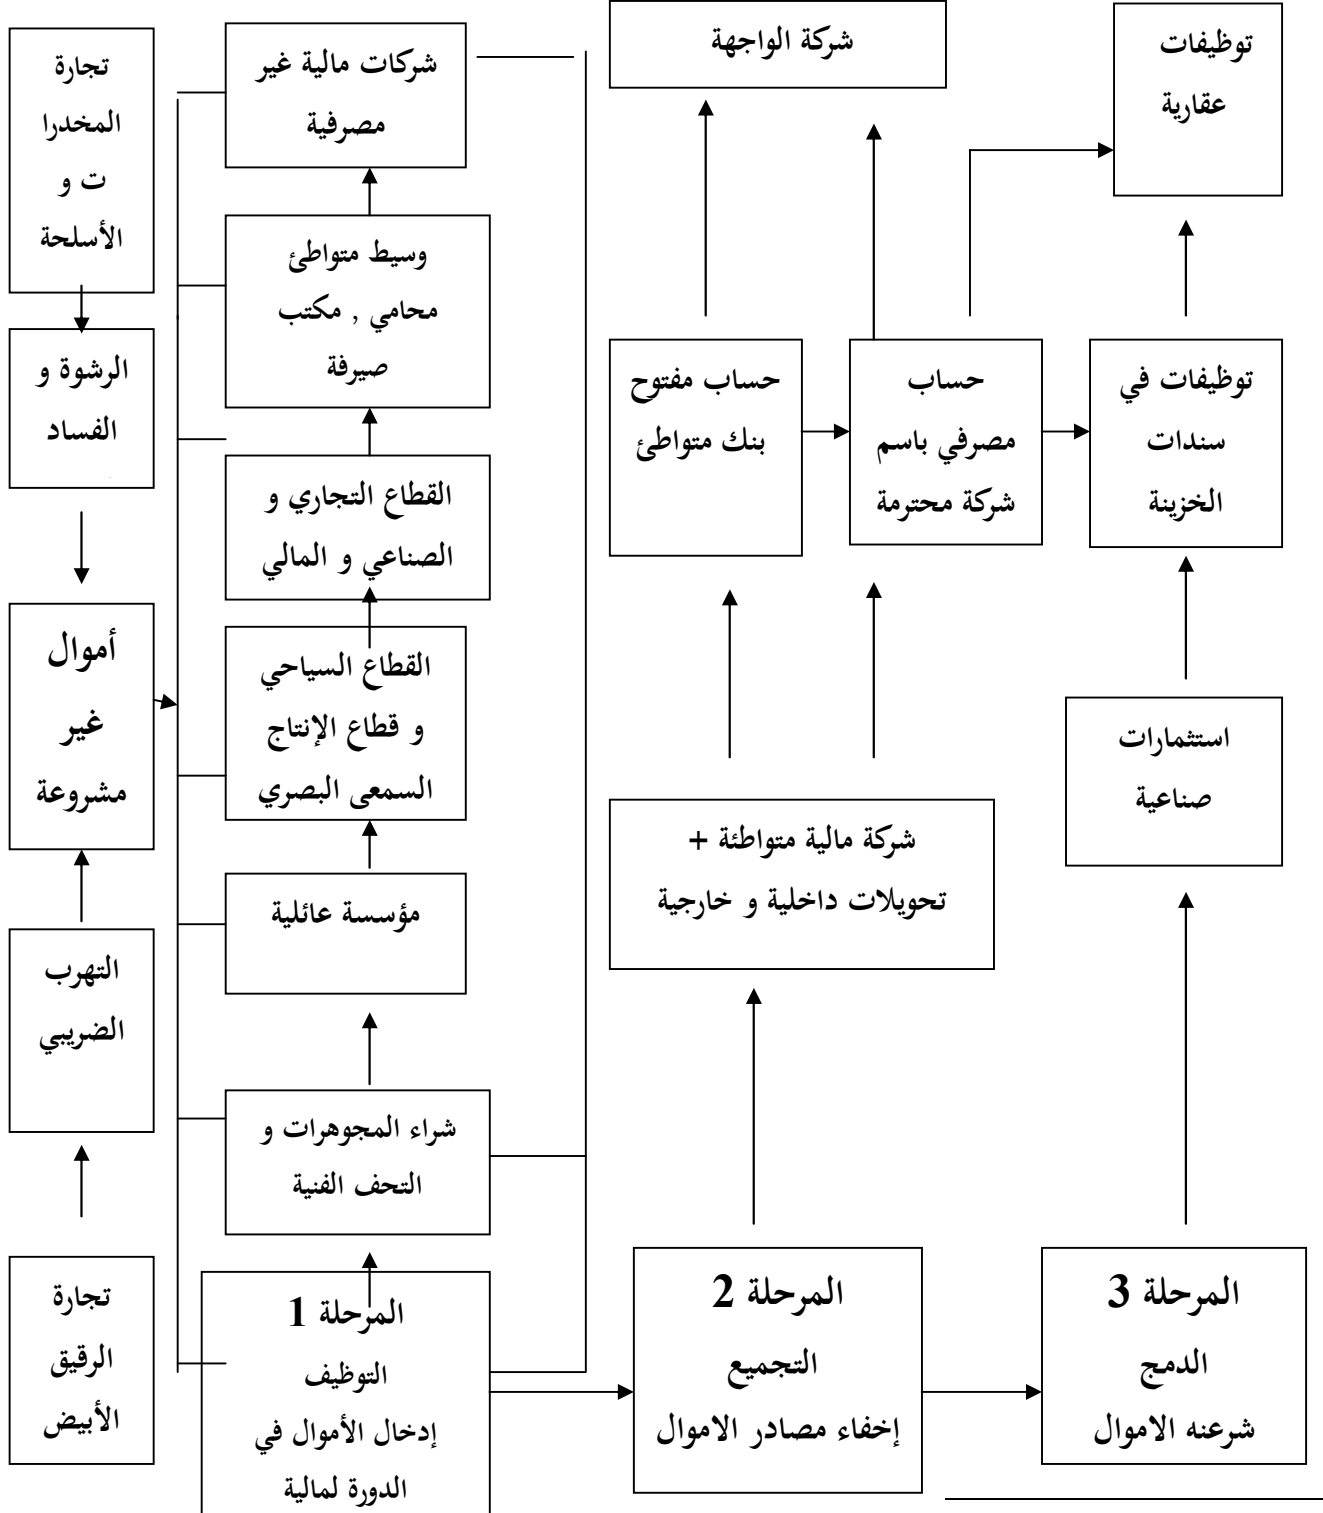 تجارة
المخدرا
ت و
الأسلحة
الرشوة و
الفساد
أموال
غير
مشروعة
التهرب
الضريبي
تجارة
الرقيق
الأبيض
شركات مالية غير
مصرفية
وسيط متواطئ
محامي , مكتب
صيرفة
القطاع التجاري و
الصناعي و المالي
القطاع السياحي
و قطاع الإنتاج
السمعى البصري
مؤسسة عائلية
شراء المجوهرات و
التحف الفنية
المرحلة 1
التوظيف
إدخال الأموال في
الدورة لمالية
شركة الواجهة
حساب مفتوح
بنك متواطئ
حساب
مصرفي باسم
شركة محترمة
شركة مالية متواطئة +
تحويلات داخلية و خارجية
المرحلة 2
التجميع
إخفاء مصادر الاموال
توظيفات
عقارية
توظيفات في
سندات
الخزينة
استثمارات
صناعية
المرحلة 3
الدمج
شرعنه الاموال